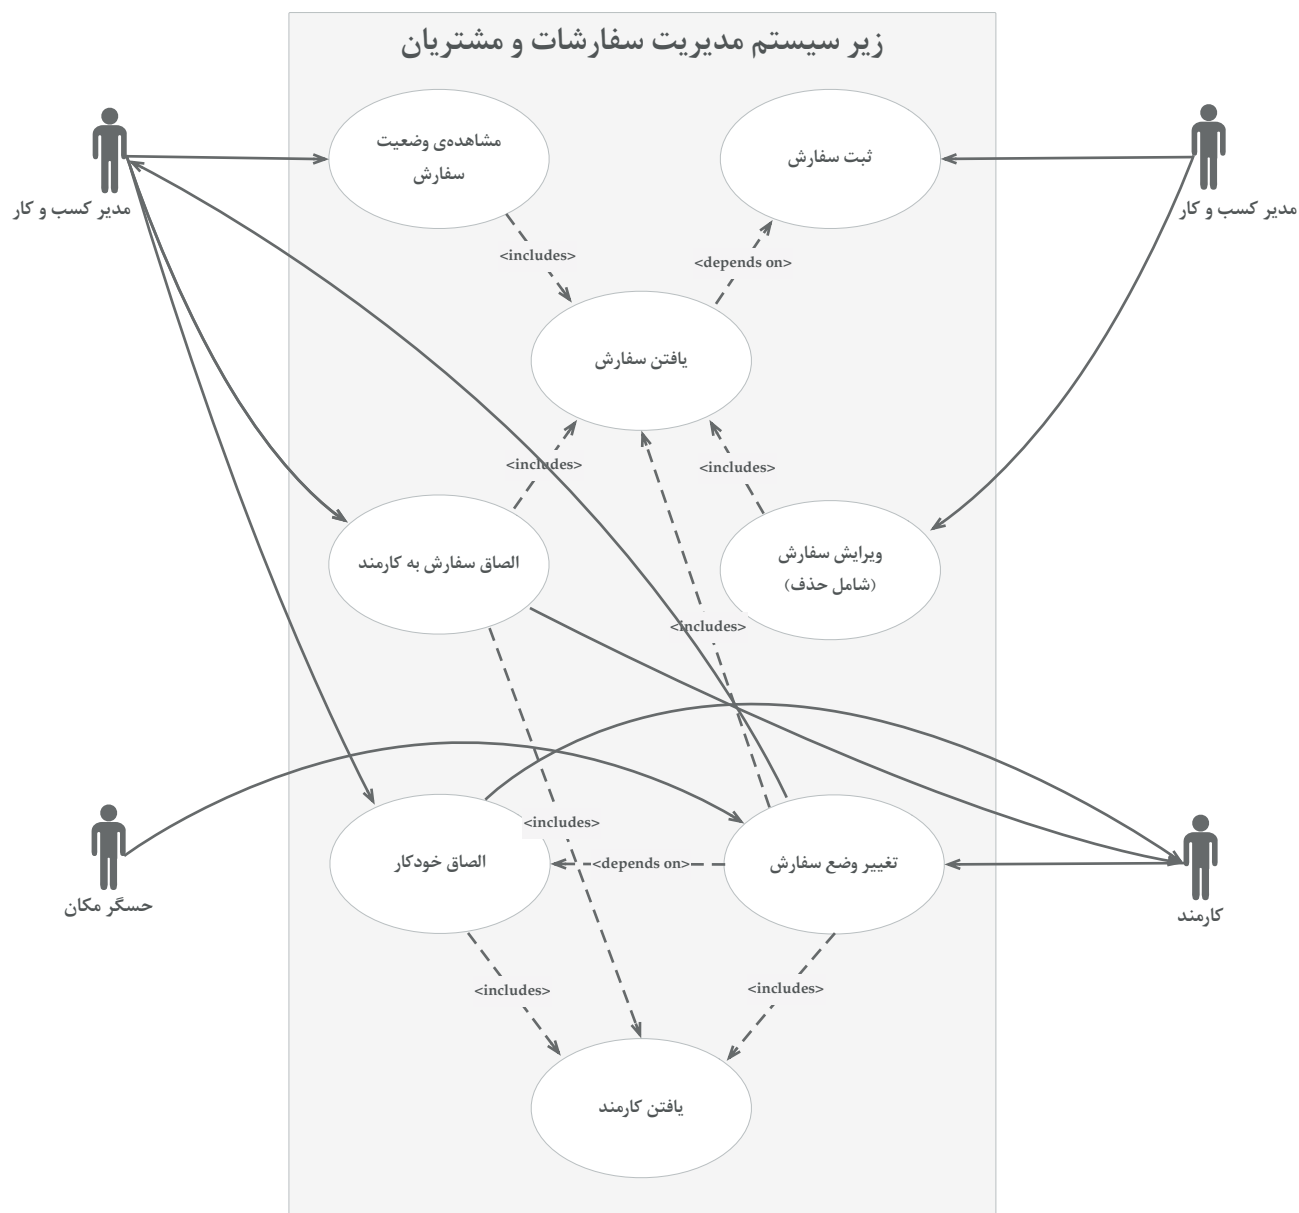 زیر سیستم مدیریت سفارشات و مشتریان
مشاهده‌ی وضعیت
سفارش
ثبت سفارش
مدیر کسب و کار
مدیر کسب و کار
<includes>
<depends on>
یافتن سفارش
<includes>
<includes>
الصاق سفارش به کارمند
ویرایش سفارش
(شامل حذف)
<includes>
<includes>
الصاق خودکار
<depends on>
تغییر وضع سفارش
حسگر مکان
کارمند
<includes>
<includes>
یافتن کارمند